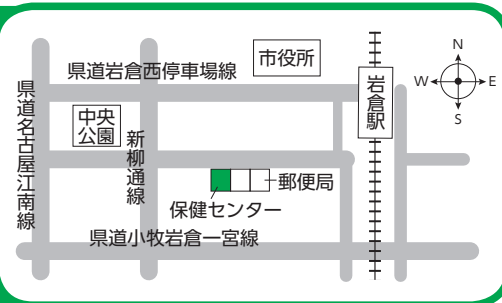 県道岩倉西停車場線
市役所
岩倉駅
N
W
E
S
県道名古屋江南線
中央
公園
新柳通線
郵便局
保健センター
県道小牧岩倉一宮線